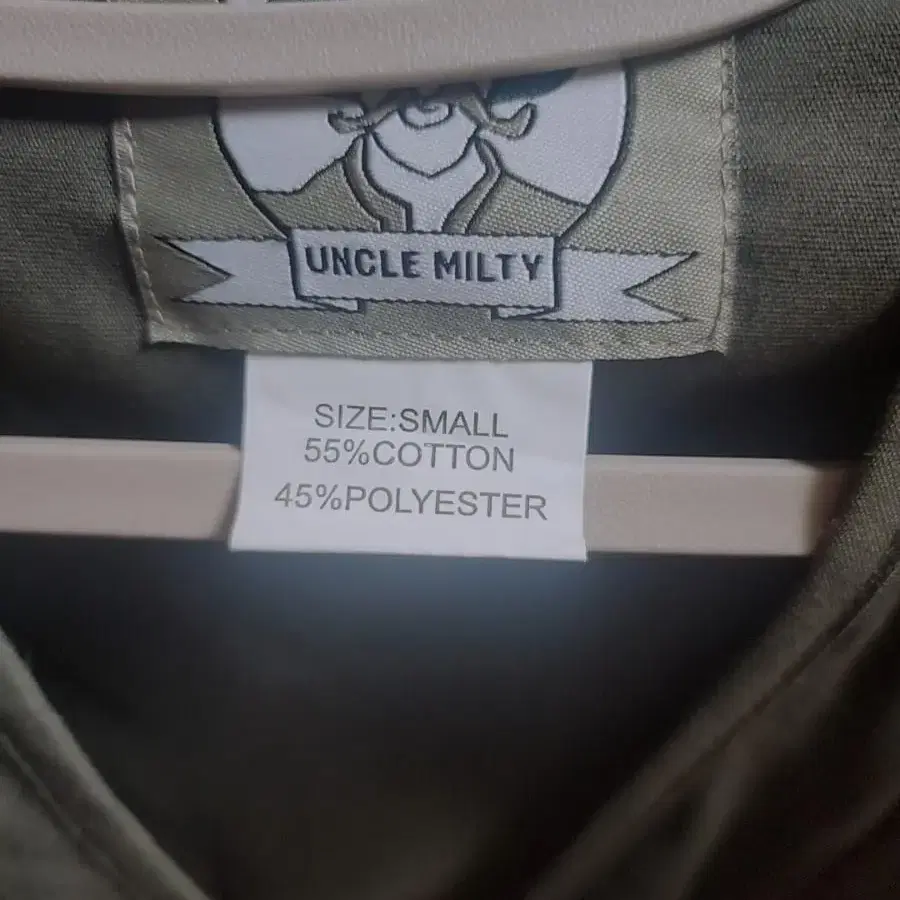 UNCLE MILTY
SIZE:SMALL
55%COTTON
45%POLYESTER